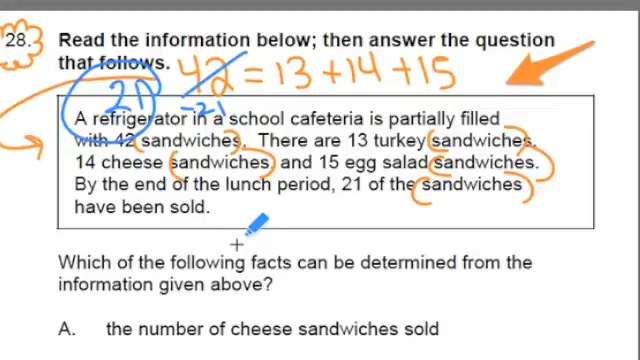 28. Read the information below; then answer the question
that follows. 42 = 13 + 14 + 15
21 -21
A refrigerator in a school cafeteria is partially filled
with 42 sandwiches. There are 13 turkey sandwiches,
14 cheese sandwiches and 15 egg salad sandwiches.
By the end of the lunch period, 21 of the sandwiches
have been sold.
Which of the following facts can be determined from the
information given above?
A. the number of cheese sandwiches sold